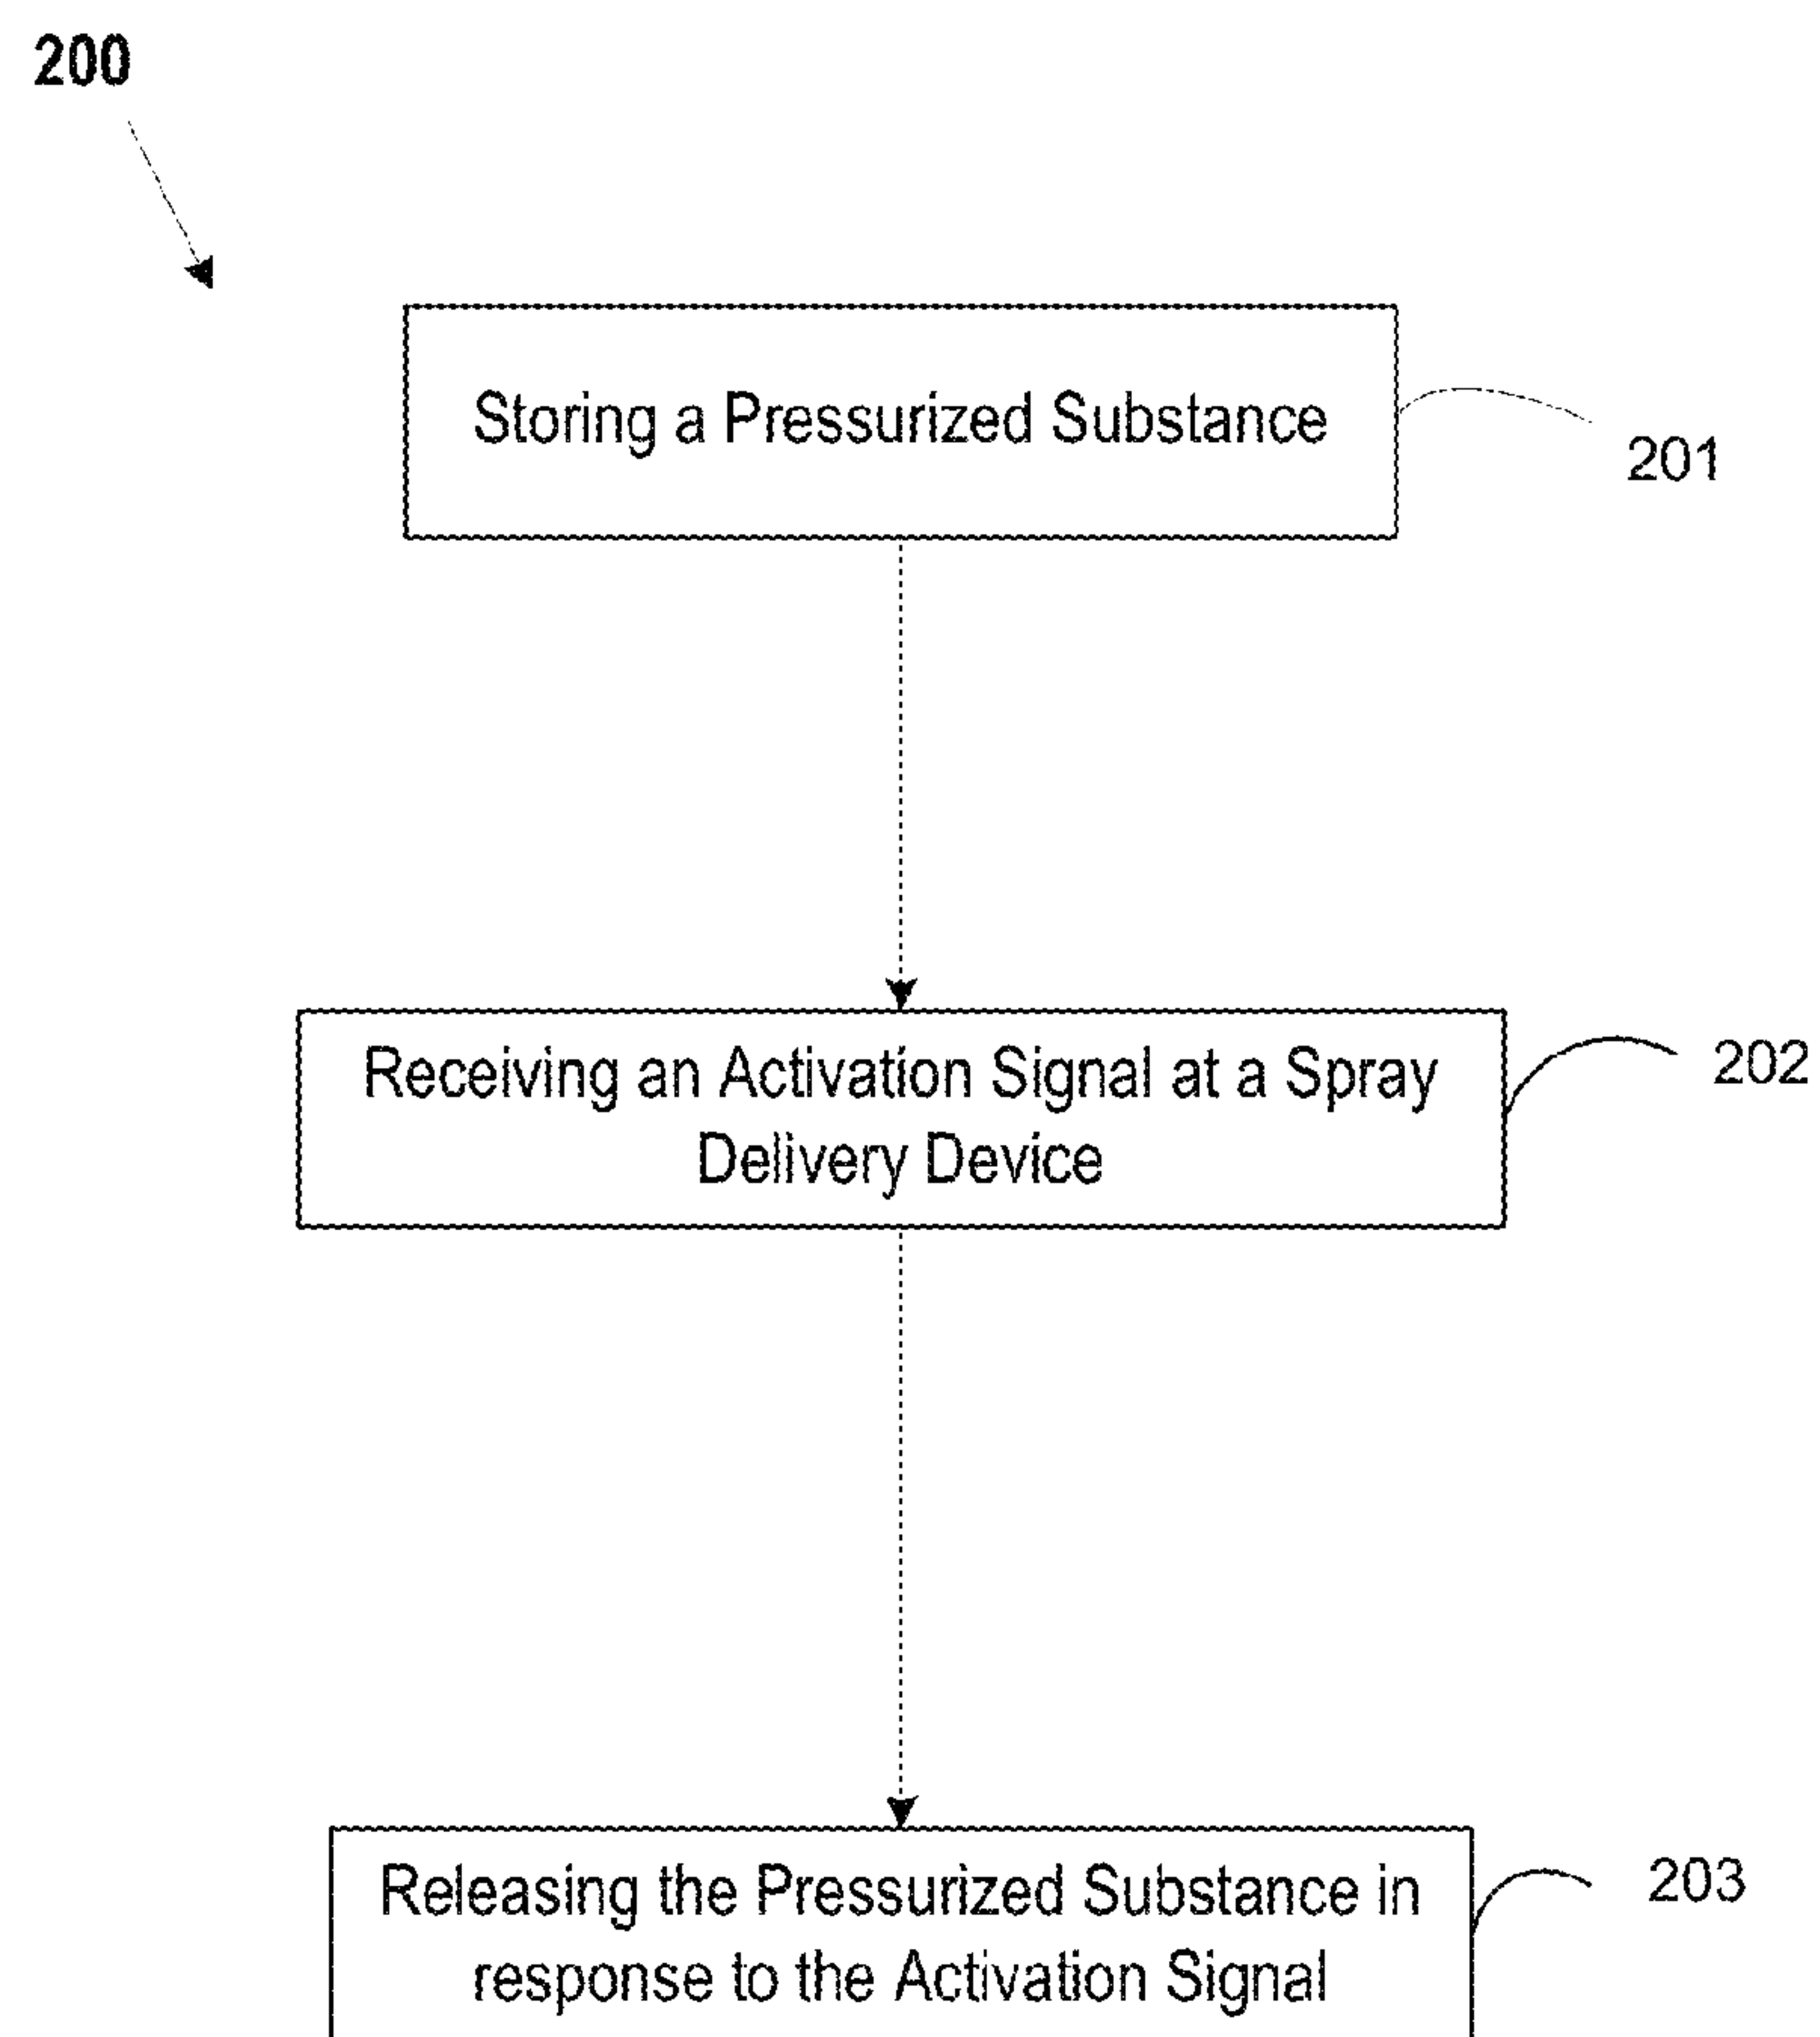 200
Storing a Pressurized Substance
201
Receiving an Activation Signal at a Spray
Delivery Device
202
Releasing the Pressurized Substance in
response to the Activation Signal
203